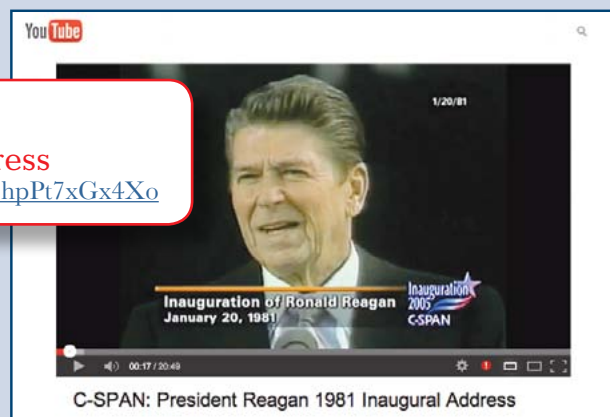 You Tube
1/20/81
ress
hpPt7xGx4Xo
Inauguration of Ronald Reagan
January 20, 1981
Inauguration
2005
C-SPAN
00:17 / 20:49
C-SPAN: President Reagan 1981 Inaugural Address